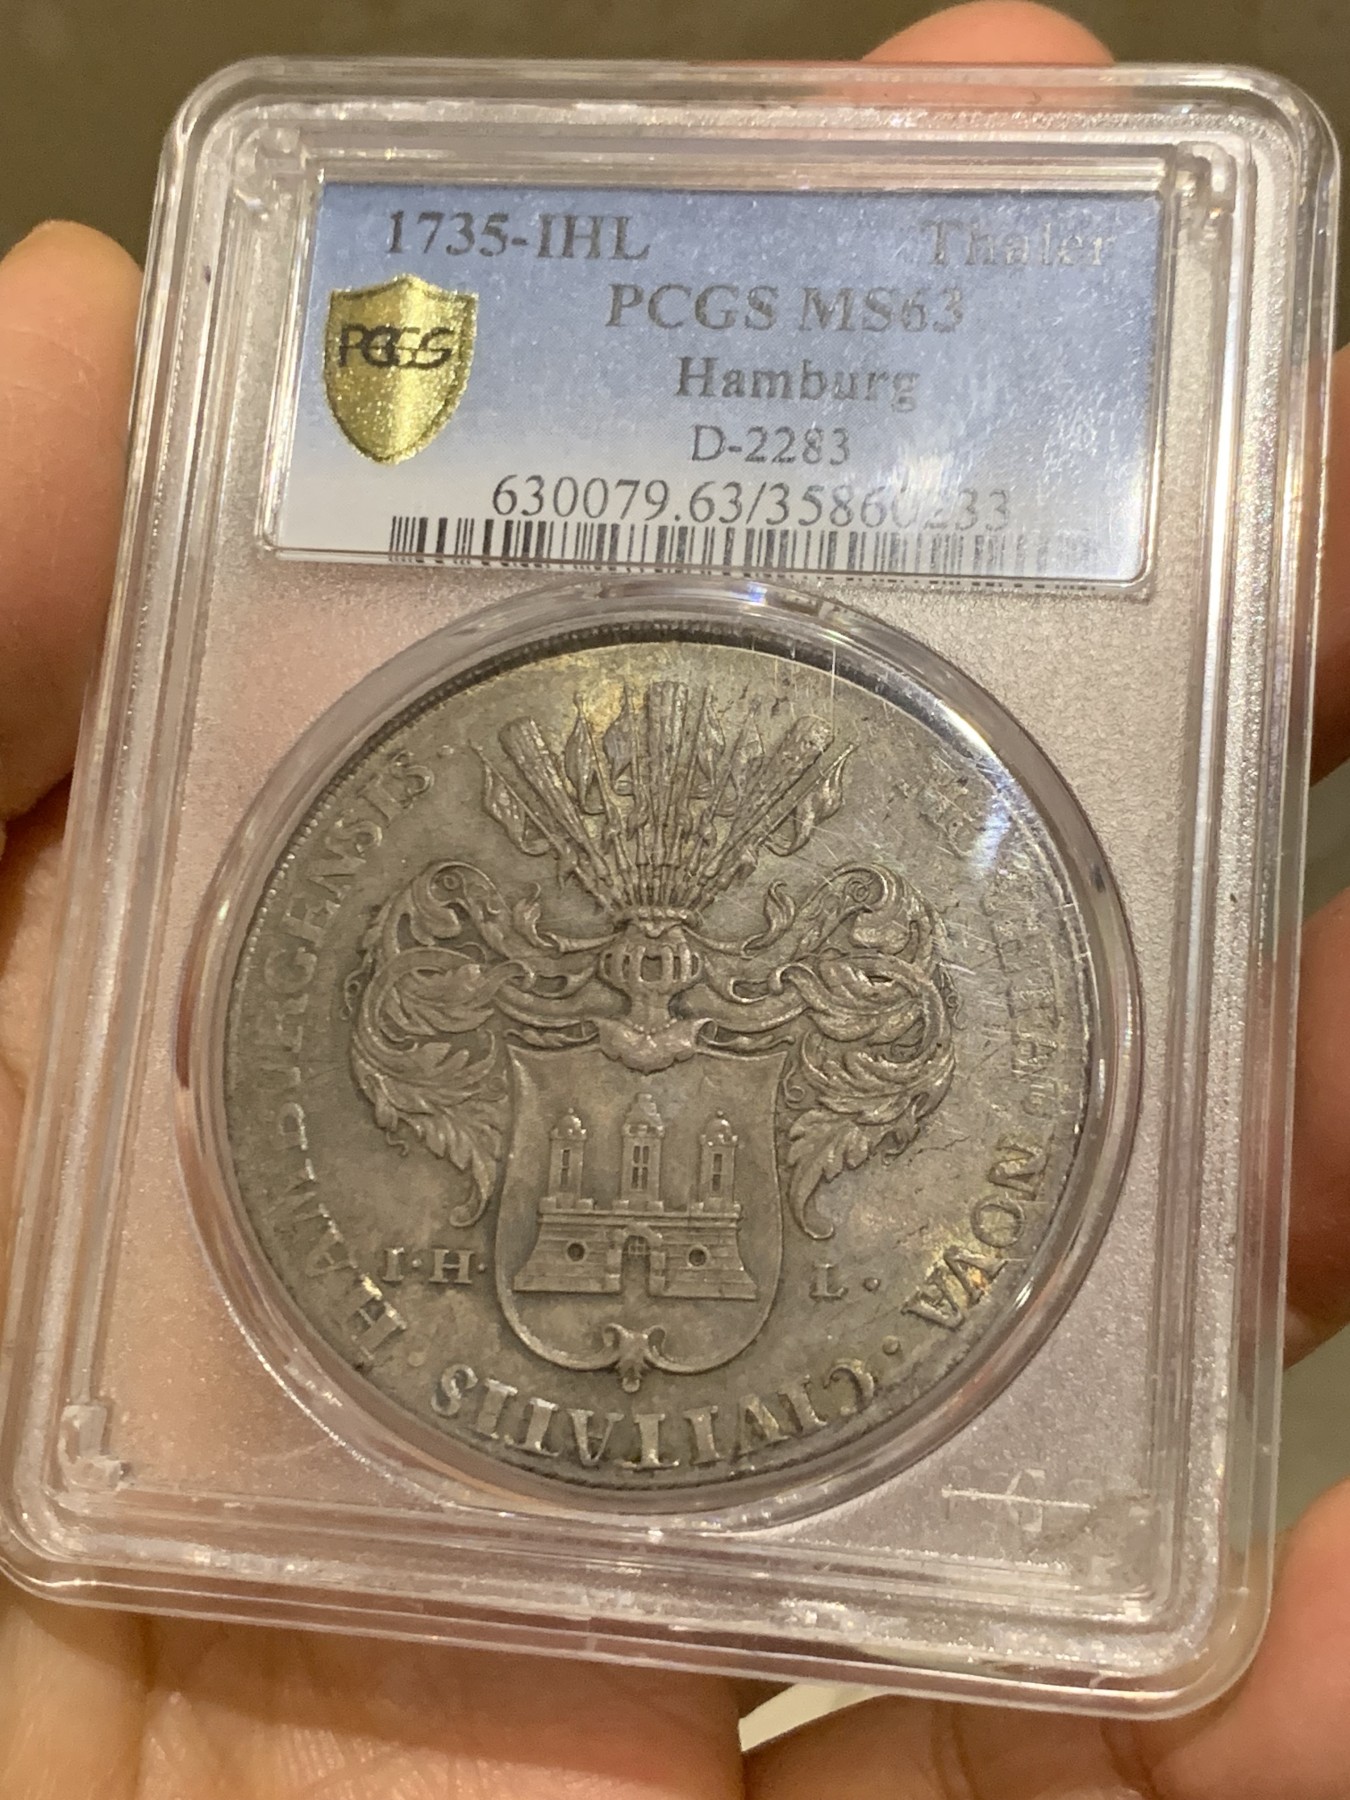 1735-IHL Thaler
PCGS
PCGS MS63
Hamburg
D-2283
630079.63/35860233
NOVA · CIVITATIS · HAMBURGENSIS ·
I·H· L·